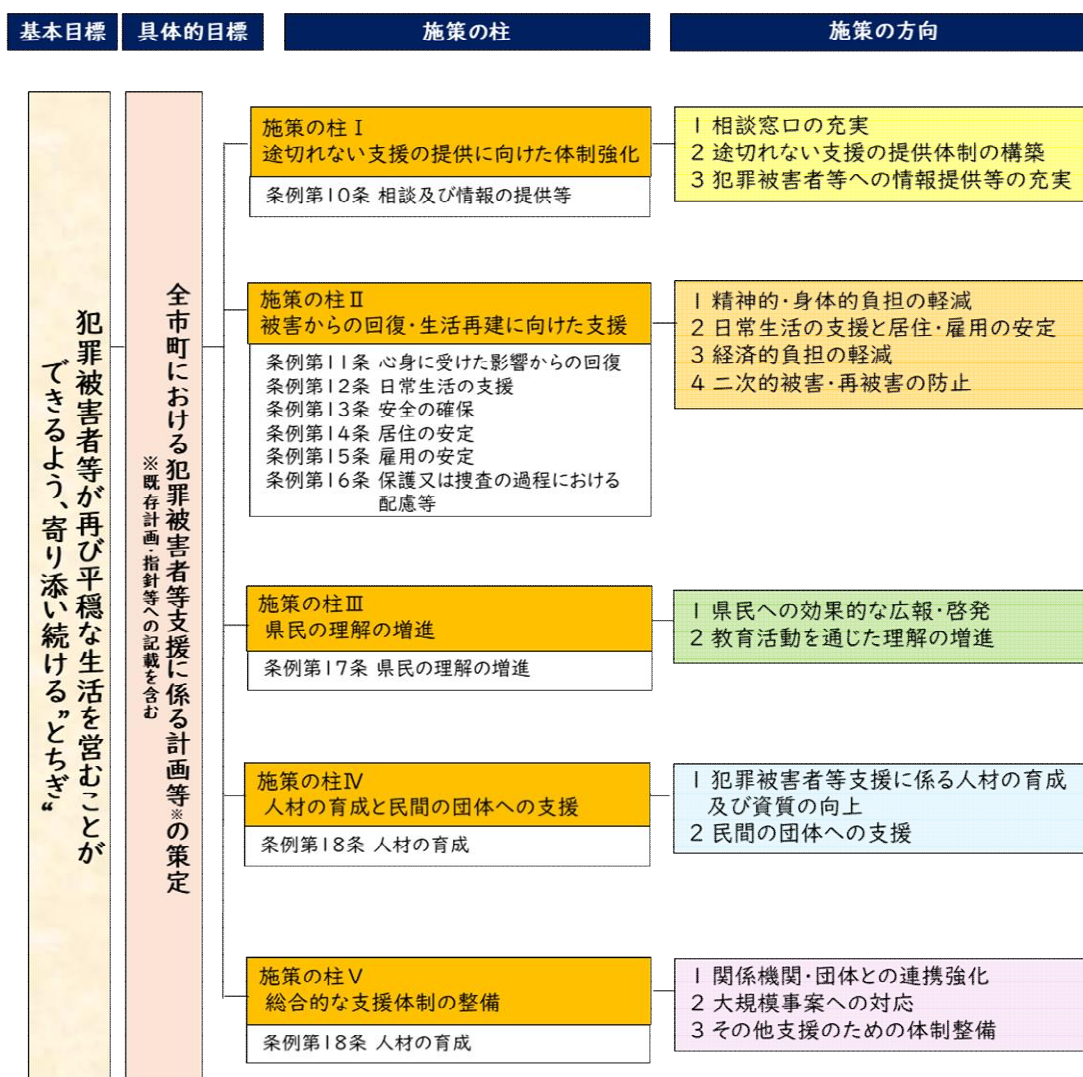 基本目標
具体的目標
施策の柱
施策の方向
犯罪被害者等が再び平穏な生活を営むことが
できるよう、寄り添い続ける”とちぎ“
全市町における犯罪被害者等支援に係る計画等※の策定
※既存計画・指針等への記載を含む
施策の柱Ⅰ
途切れない支援の提供に向けた体制強化
条例第10条 相談及び情報の提供等
1 相談窓口の充実
2 途切れない支援の提供体制の構築
3 犯罪被害者等への情報提供等の充実
施策の柱Ⅱ
被害からの回復・生活再建に向けた支援
条例第11条 心身に受けた影響からの回復
条例第12条 日常生活の支援
条例第13条 安全の確保
条例第14条 居住の安定
条例第15条 雇用の安定
条例第16条 保護又は捜査の過程における
配慮等
1 精神的・身体的負担の軽減
2 日常生活の支援と居住・雇用の安定
3 経済的負担の軽減
4 二次的被害・再被害の防止
施策の柱Ⅲ
県民の理解の増進
条例第17条 県民の理解の増進
1 県民への効果的な広報・啓発
2 教育活動を通じた理解の増進
施策の柱Ⅳ
人材の育成と民間の団体への支援
条例第18条 人材の育成
1 犯罪被害者等支援に係る人材の育成
及び資質の向上
2 民間の団体への支援
施策の柱Ⅴ
総合的な支援体制の整備
条例第18条 人材の育成
1 関係機関・団体との連携強化
2 大規模事案への対応
3 その他支援のための体制整備